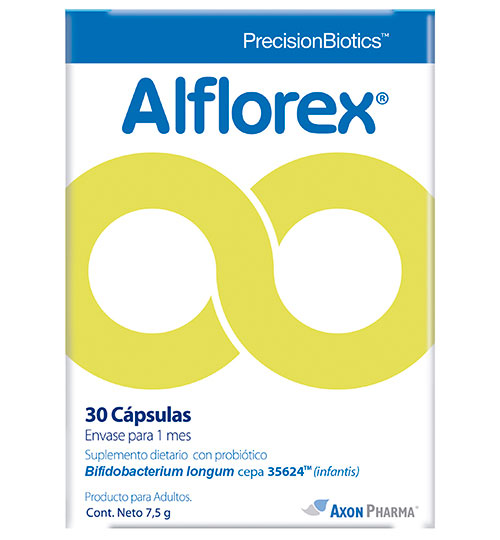 PrecisionBiotics™
Alflorex®
30 Cápsulas
Envase para 1 mes
Suplemento dietario con probiótico
Bifidobacterium longum cepa 35624™ (infantis)
Producto para Adultos.
Cont. Neto 7,5 g
AXON PHARMA®